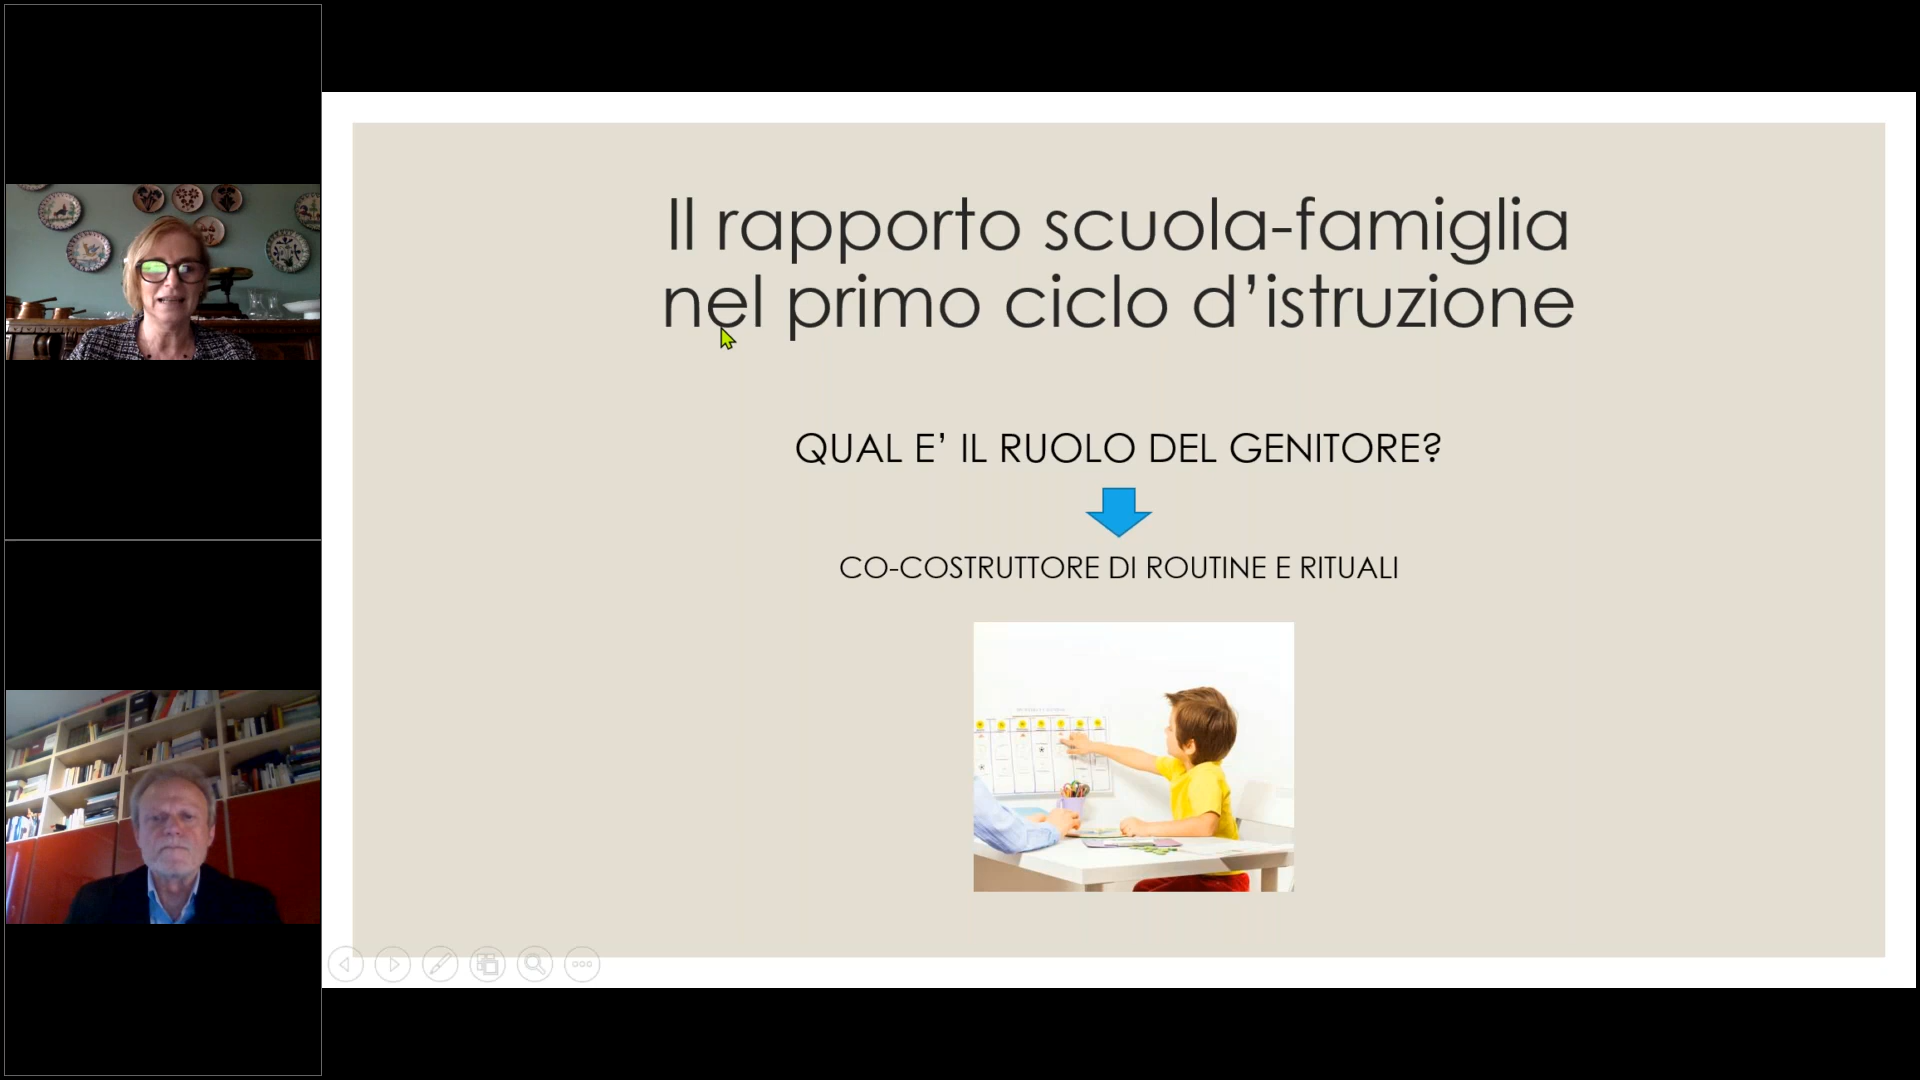 Il rapporto scuola-famiglia
nel primo ciclo d’istruzione
QUAL E’ IL RUOLO DEL GENITORE?
CO-COSTRUTTORE DI ROUTINE E RITUALI